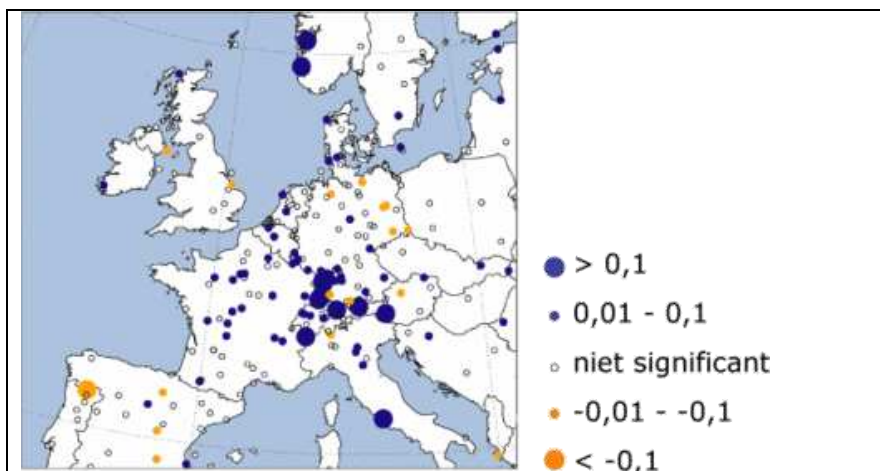 > 0,1
0,01 - 0,1
niet significant
-0,01 - -0,1
< -0,1